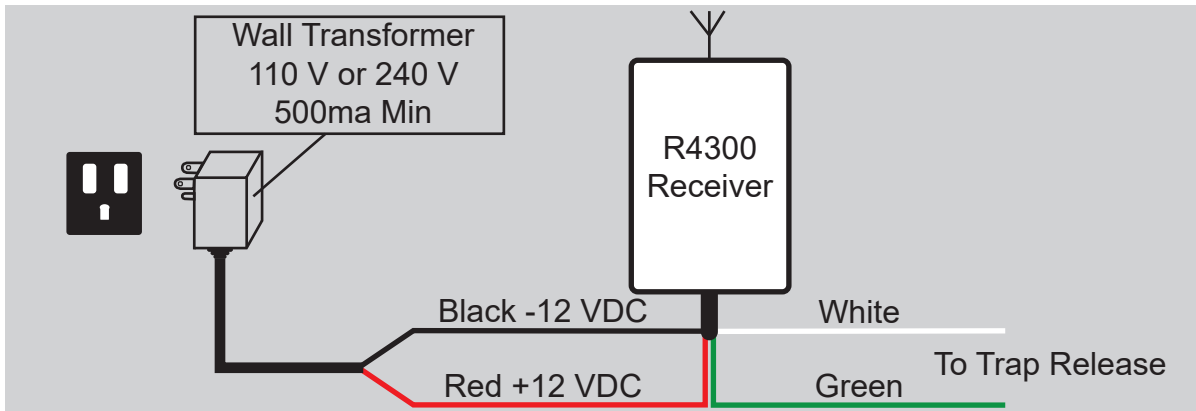 Wall Transformer
110 V or 240 V
500ma Min
R4300
Receiver
Black -12 VDC
White
To Trap Release
Red +12 VDC
Green